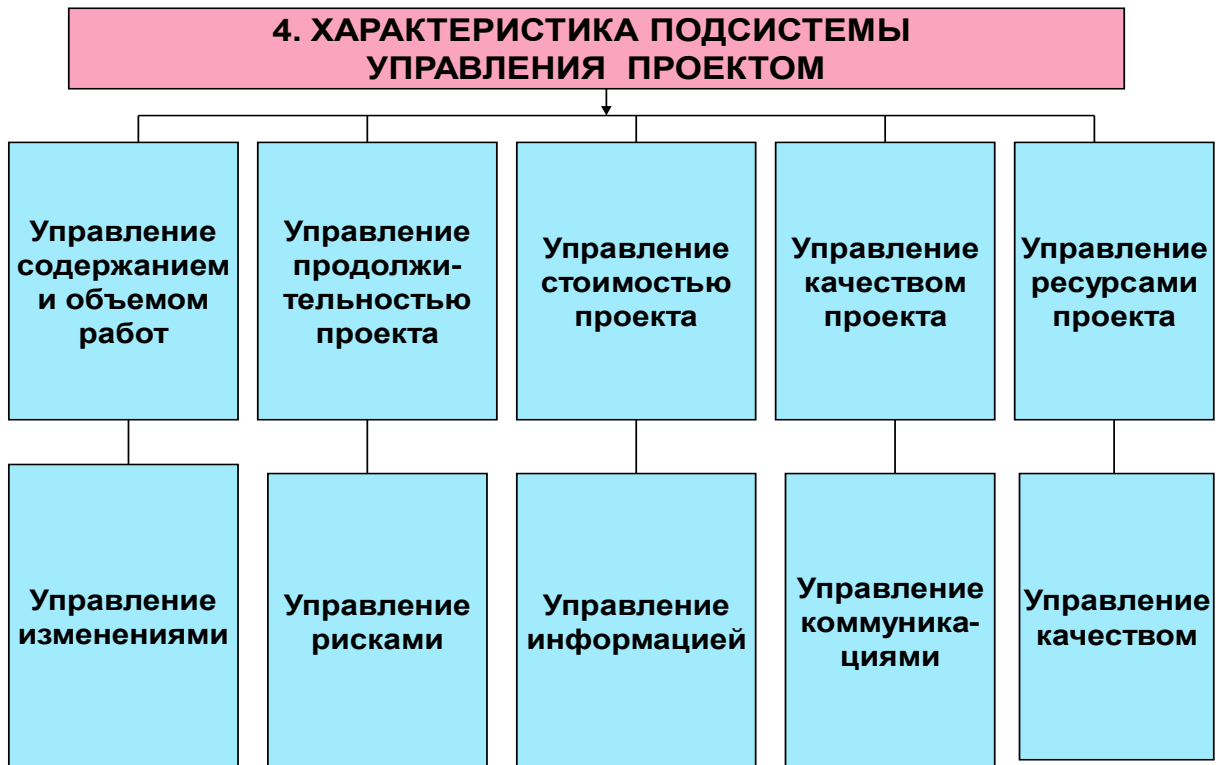 4. ХАРАКТЕРИСТИКА ПОДСИСТЕМЫ
УПРАВЛЕНИЯ ПРОЕКТОМ
Управление
содержанием
и объемом
работ
Управление
продолжи-
тельностью
проекта
Управление
стоимостью
проекта
Управление
качеством
проекта
Управление
ресурсами
проекта
Управление
изменениями
Управление
рисками
Управление
информацией
Управление
коммуника-
циями
Управление
качеством